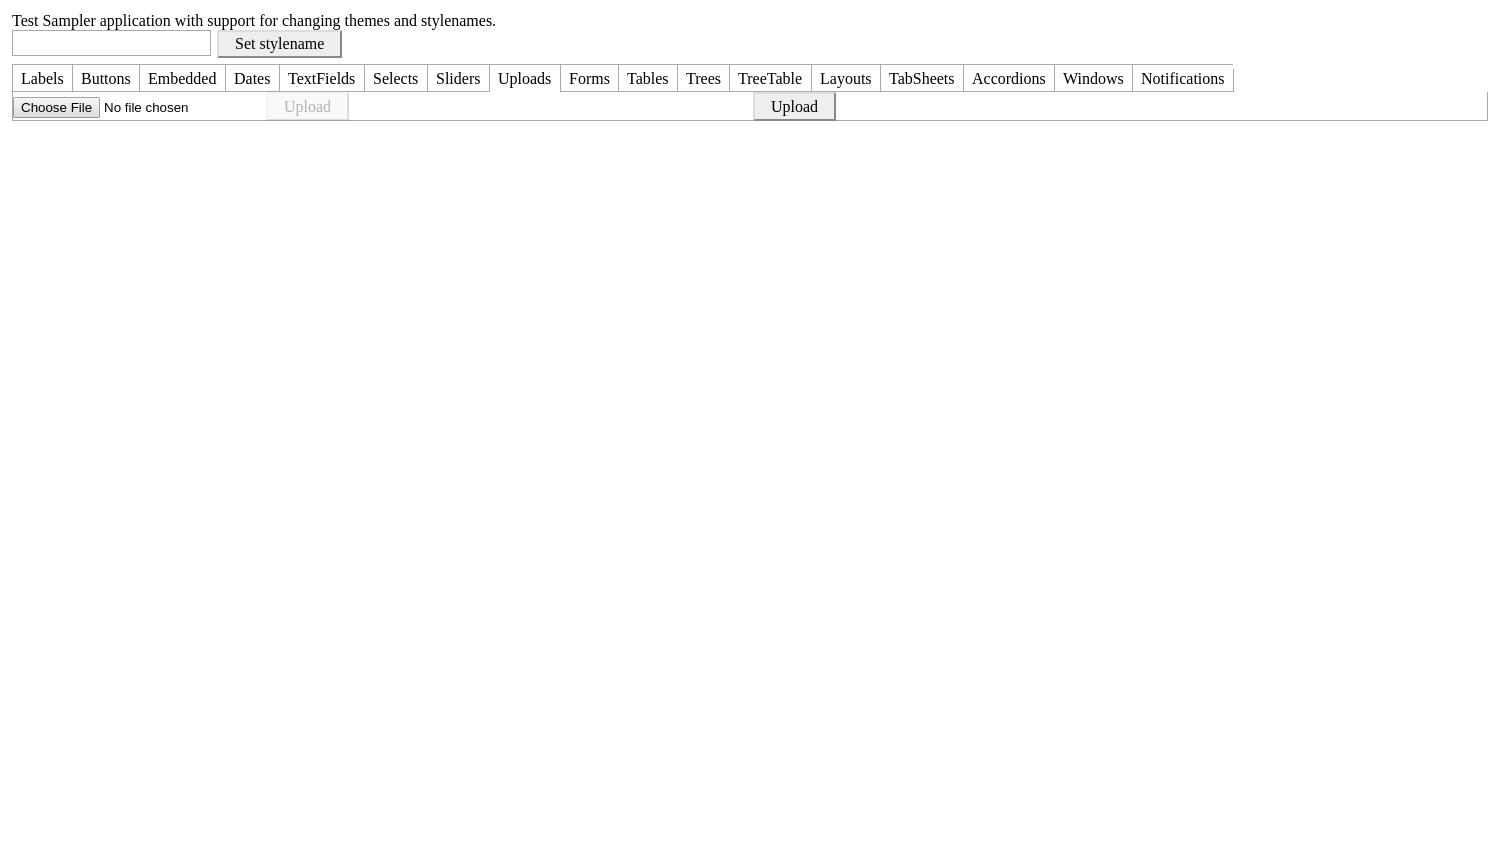 Test Sampler application with support for changing themes and stylenames.
Set stylename
Labels Buttons Embedded Dates TextFields Selects Sliders Uploads Forms Tables Trees TreeTable Layouts TabSheets Accordions Windows Notifications
Choose File No file chosen Upload Upload